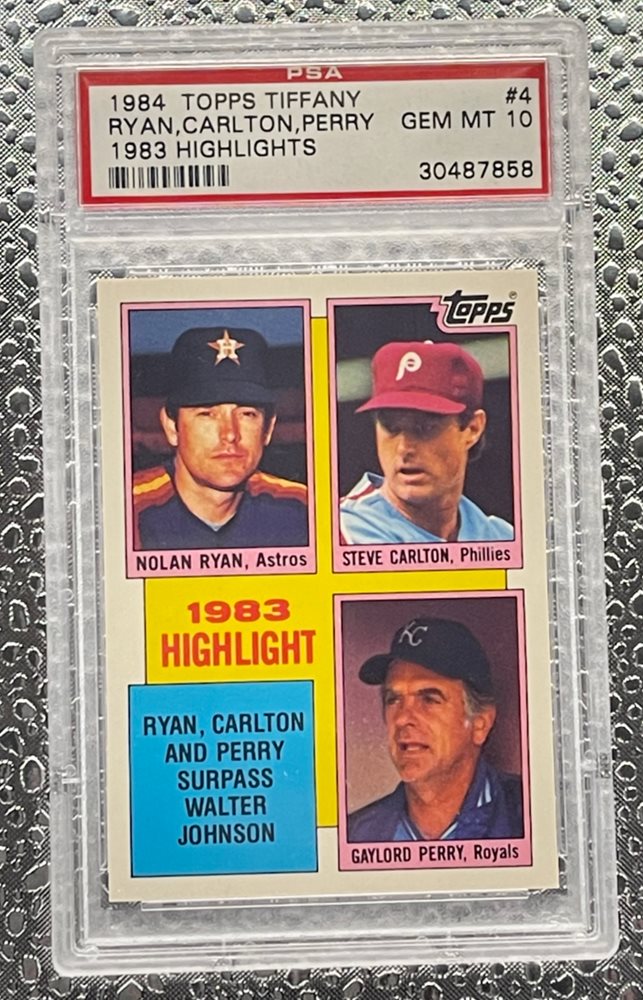 PSA
1984 TOPPS TIFFANY #4
RYAN,CARLTON,PERRY GEM MT 10
1983 HIGHLIGHTS
30487858
Topps
P
H
NOLAN RYAN, Astros
STEVE CARLTON, Phillies
1983
HIGHLIGHT
KC
RYAN, CARLTON
AND PERRY
SURPASS
WALTER
JOHNSON
GAYLORD PERRY, Royals